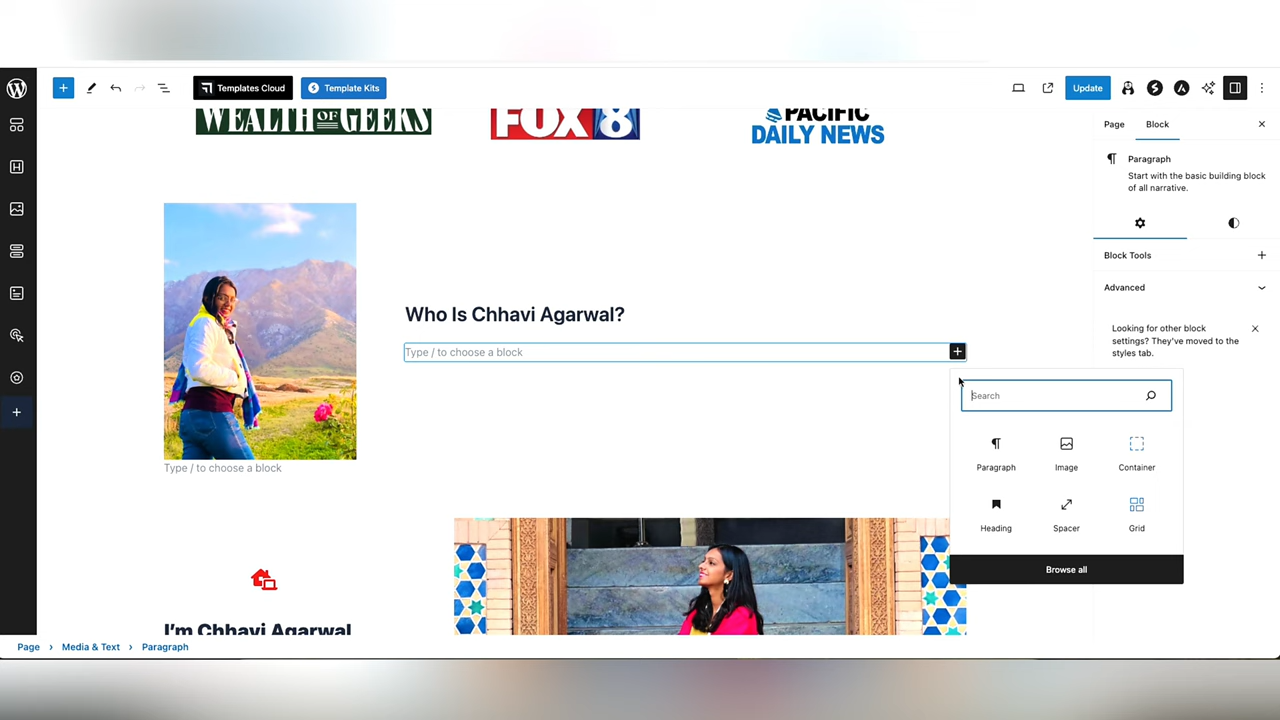 Templates Cloud
Template Kits
Update
WEALTH OF GEEKS
FOX 8
PACIFIC
DAILY NEWS
Page
Block
Paragraph
Start with the basic building block
of all narrative.
Block Tools
Advanced
Looking for other block
settings? They've moved to the
styles tab.
Who Is Chhavi Agarwal?
Type / to choose a block
Search
Paragraph
Image
Container
Heading
Spacer
Grid
Browse all
Type / to choose a block
I'm Chhavi Agarwal
Page > Media & Text > Paragraph